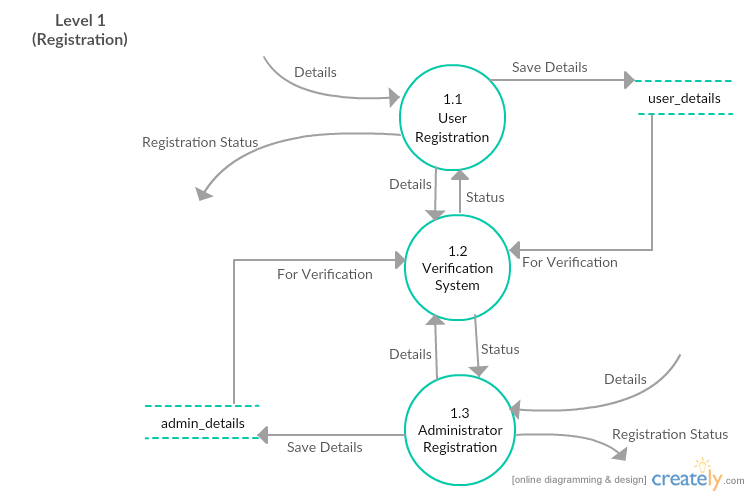 Level 1
(Registration)
Details
Save Details
1.1
User
Registration
user_details
Registration Status
Details
Status
1.2
Verification
System
For Verification
For Verification
Details
Status
Details
1.3
Administrator
Registration
admin_details
Save Details
Registration Status
[online diagramming & design] creately.com